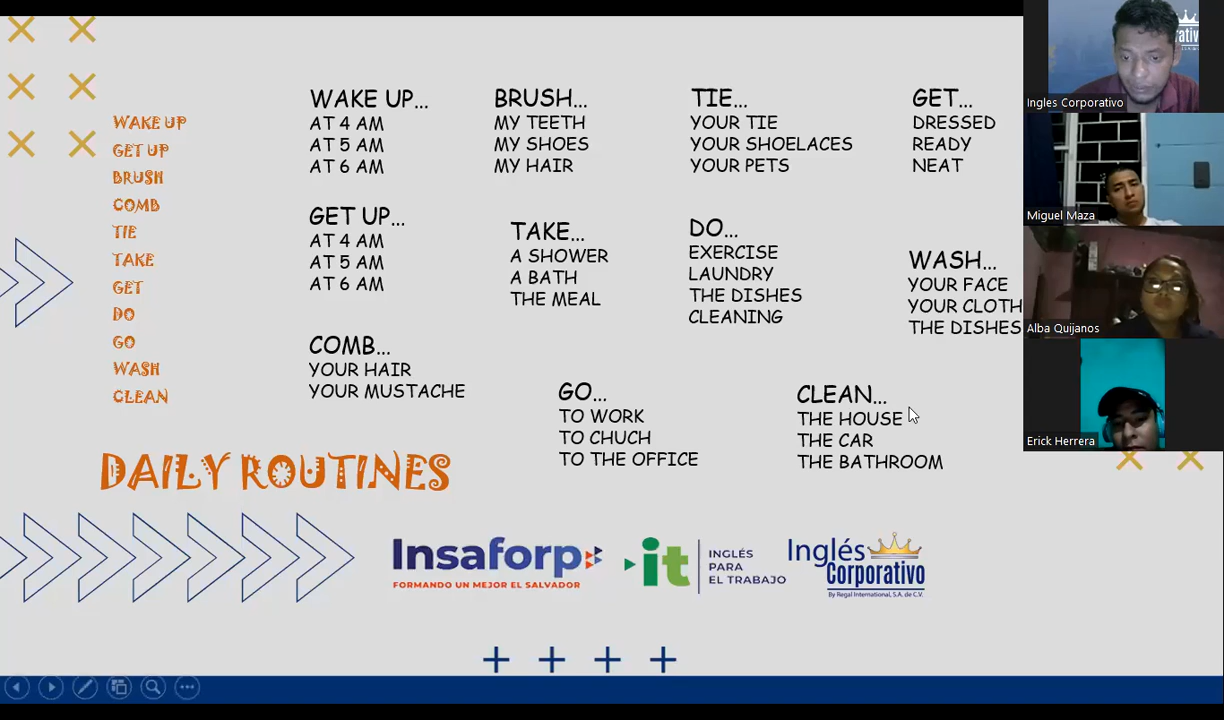 WAKE UP
GET UP
BRUSH
COMB
TIE
TAKE
GET
DO
GO
WASH
CLEAN
DAILY ROUTINES
WAKE UP...
AT 4 AM
AT 5 AM
AT 6 AM
GET UP...
AT 4 AM
AT 5 AM
AT 6 AM
COMB...
YOUR HAIR
YOUR MUSTACHE
BRUSH...
MY TEETH
MY SHOES
MY HAIR
TAKE...
A SHOWER
A BATH
THE MEAL
GO...
TO WORK
TO CHUCH
TO THE OFFICE
TIE...
YOUR TIE
YOUR SHOELACES
YOUR PETS
DO...
EXERCISE
LAUNDRY
THE DISHES
CLEANING
CLEAN...
THE HOUSE
THE CAR
THE BATHROOM
GET...
DRESSED
READY
NEAT
WASH...
YOUR FACE
YOUR CLOTH
THE DISHES
Insaforp
FORMANDO UN MEJOR EL SALVADOR
it
INGLÉS
PARA
EL TRABAJO
Inglés
Corporativo
By Regal International, S.A. de C.V.
Ingles Corporativo
Miguel Maza
Alba Quijanos
Erick Herrera